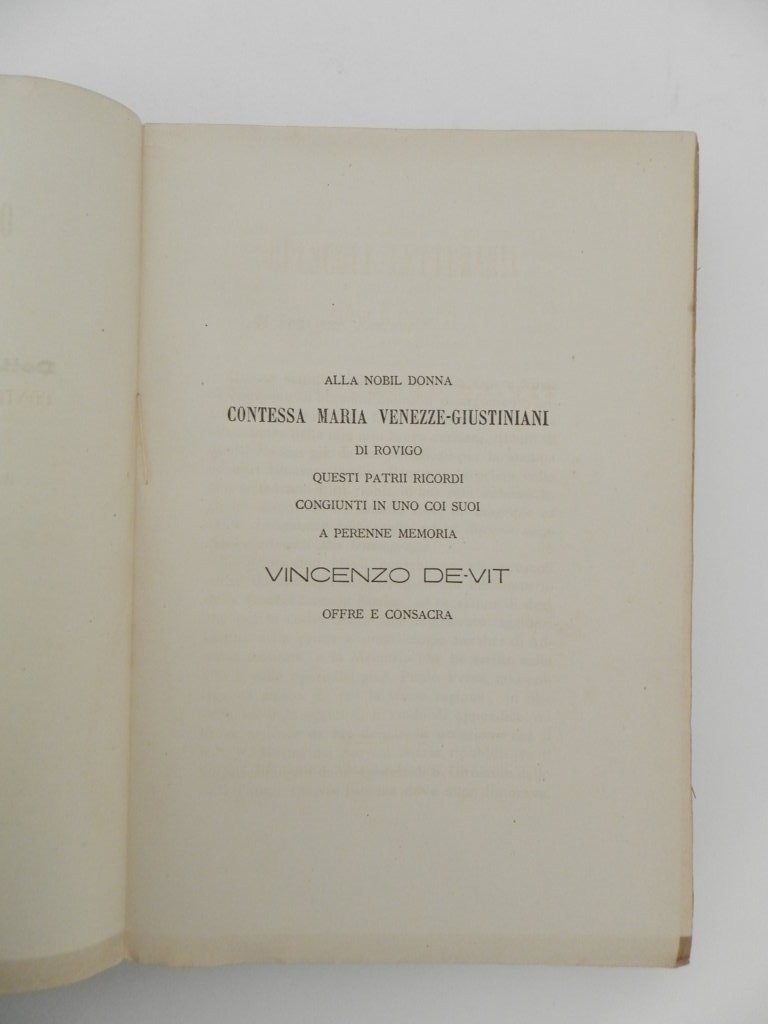 ALLA NOBIL DONNA
CONTESSA MARIA VENEZZE-GIUSTINIANI
DI ROVIGO
QUESTI PATRII RICORDI
CONGIUNTI IN UNO COI SUOI
A PERENNE MEMORIA
VINCENZO DE-VIT
OFFRE E CONSACRA